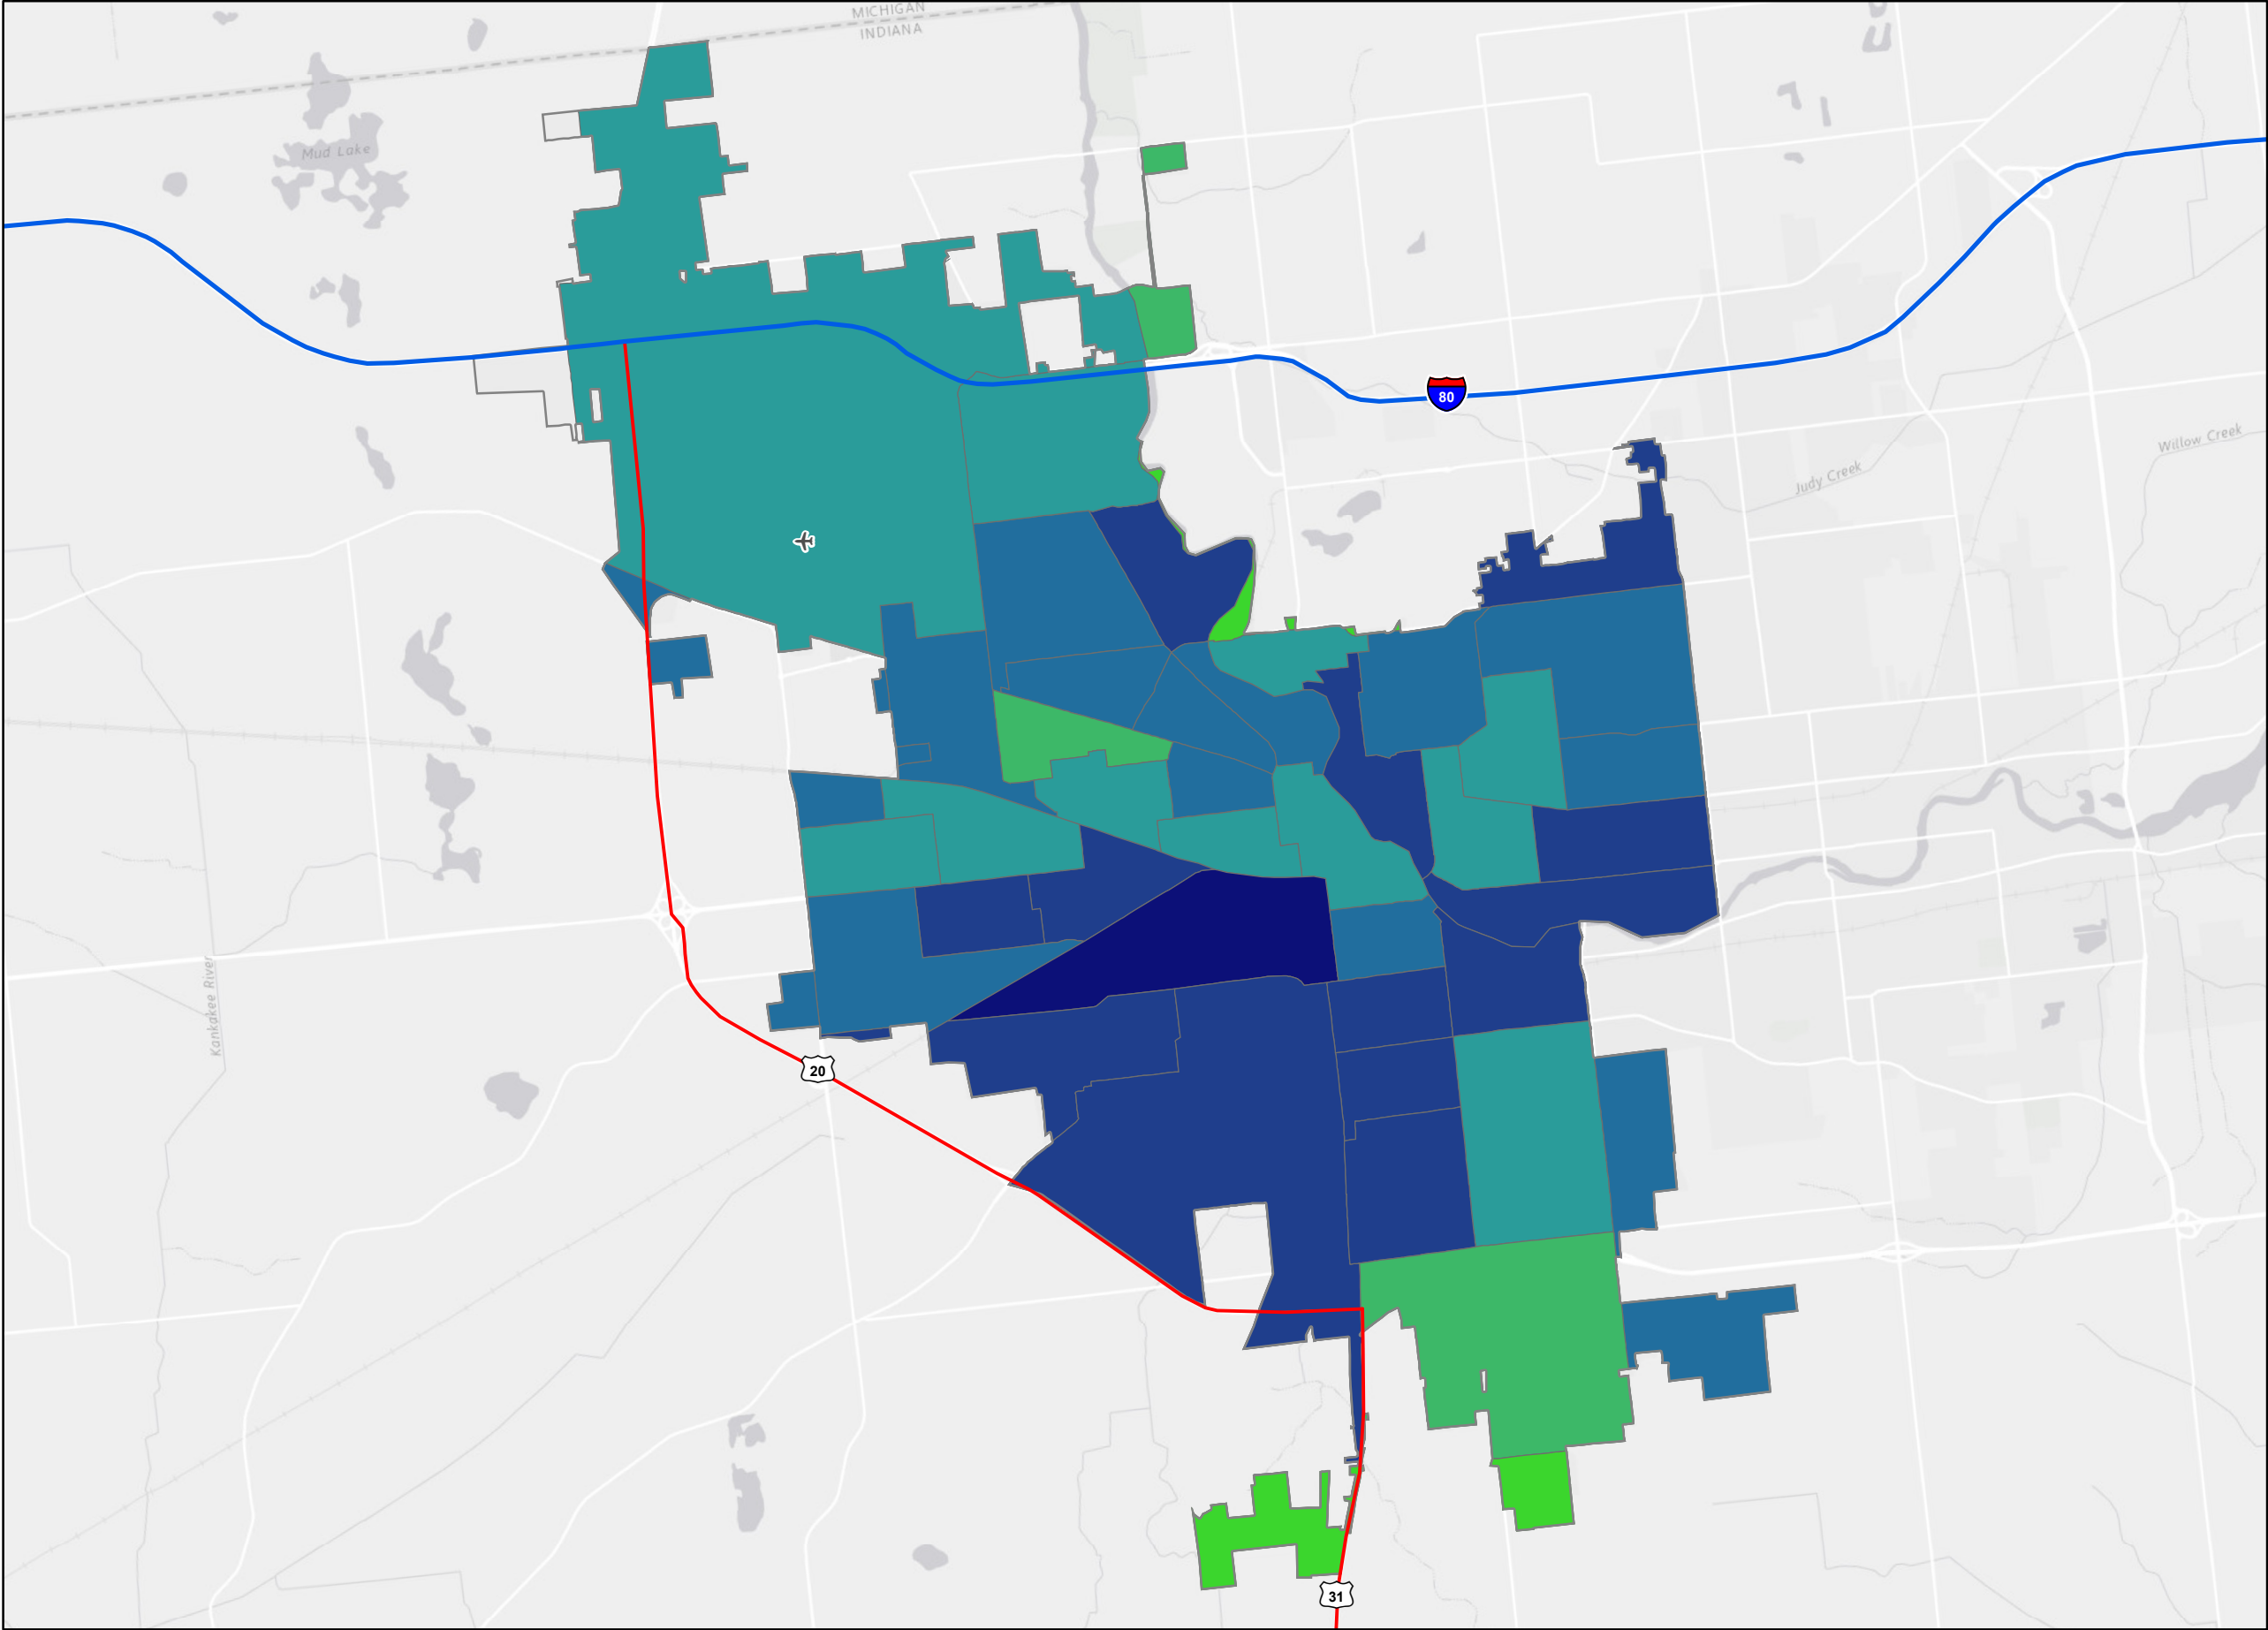 MICHIGAN
INDIANA
Mud Lake
80
Willow Creek
Judy Creek
Kankakee River
20
31